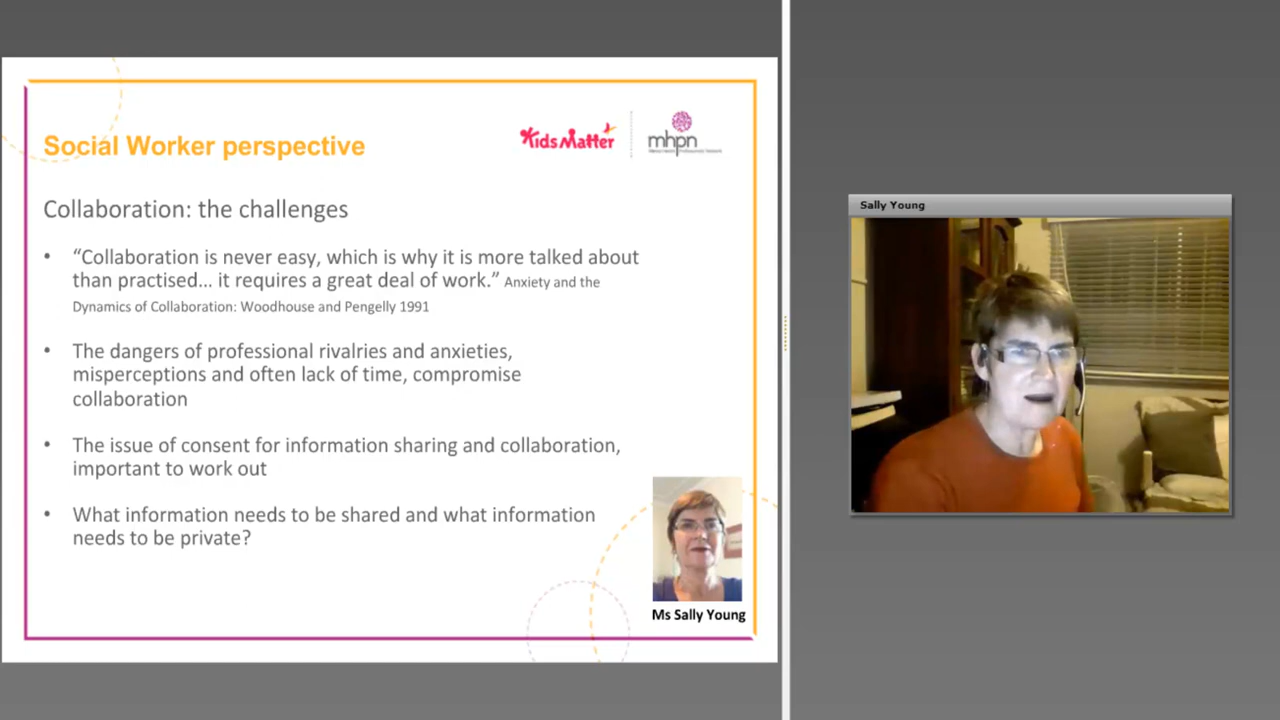 Social Worker perspective
KidsMatter
mhpn
Collaboration: the challenges
• “Collaboration is never easy, which is why it is more talked about
than practised... it requires a great deal of work.” Anxiety and the
Dynamics of Collaboration: Woodhouse and Pengelly 1991
• The dangers of professional rivalries and anxieties,
misperceptions and often lack of time, compromise
collaboration
• The issue of consent for information sharing and collaboration,
important to work out
• What information needs to be shared and what information
needs to be private?
Ms Sally Young
Sally Young